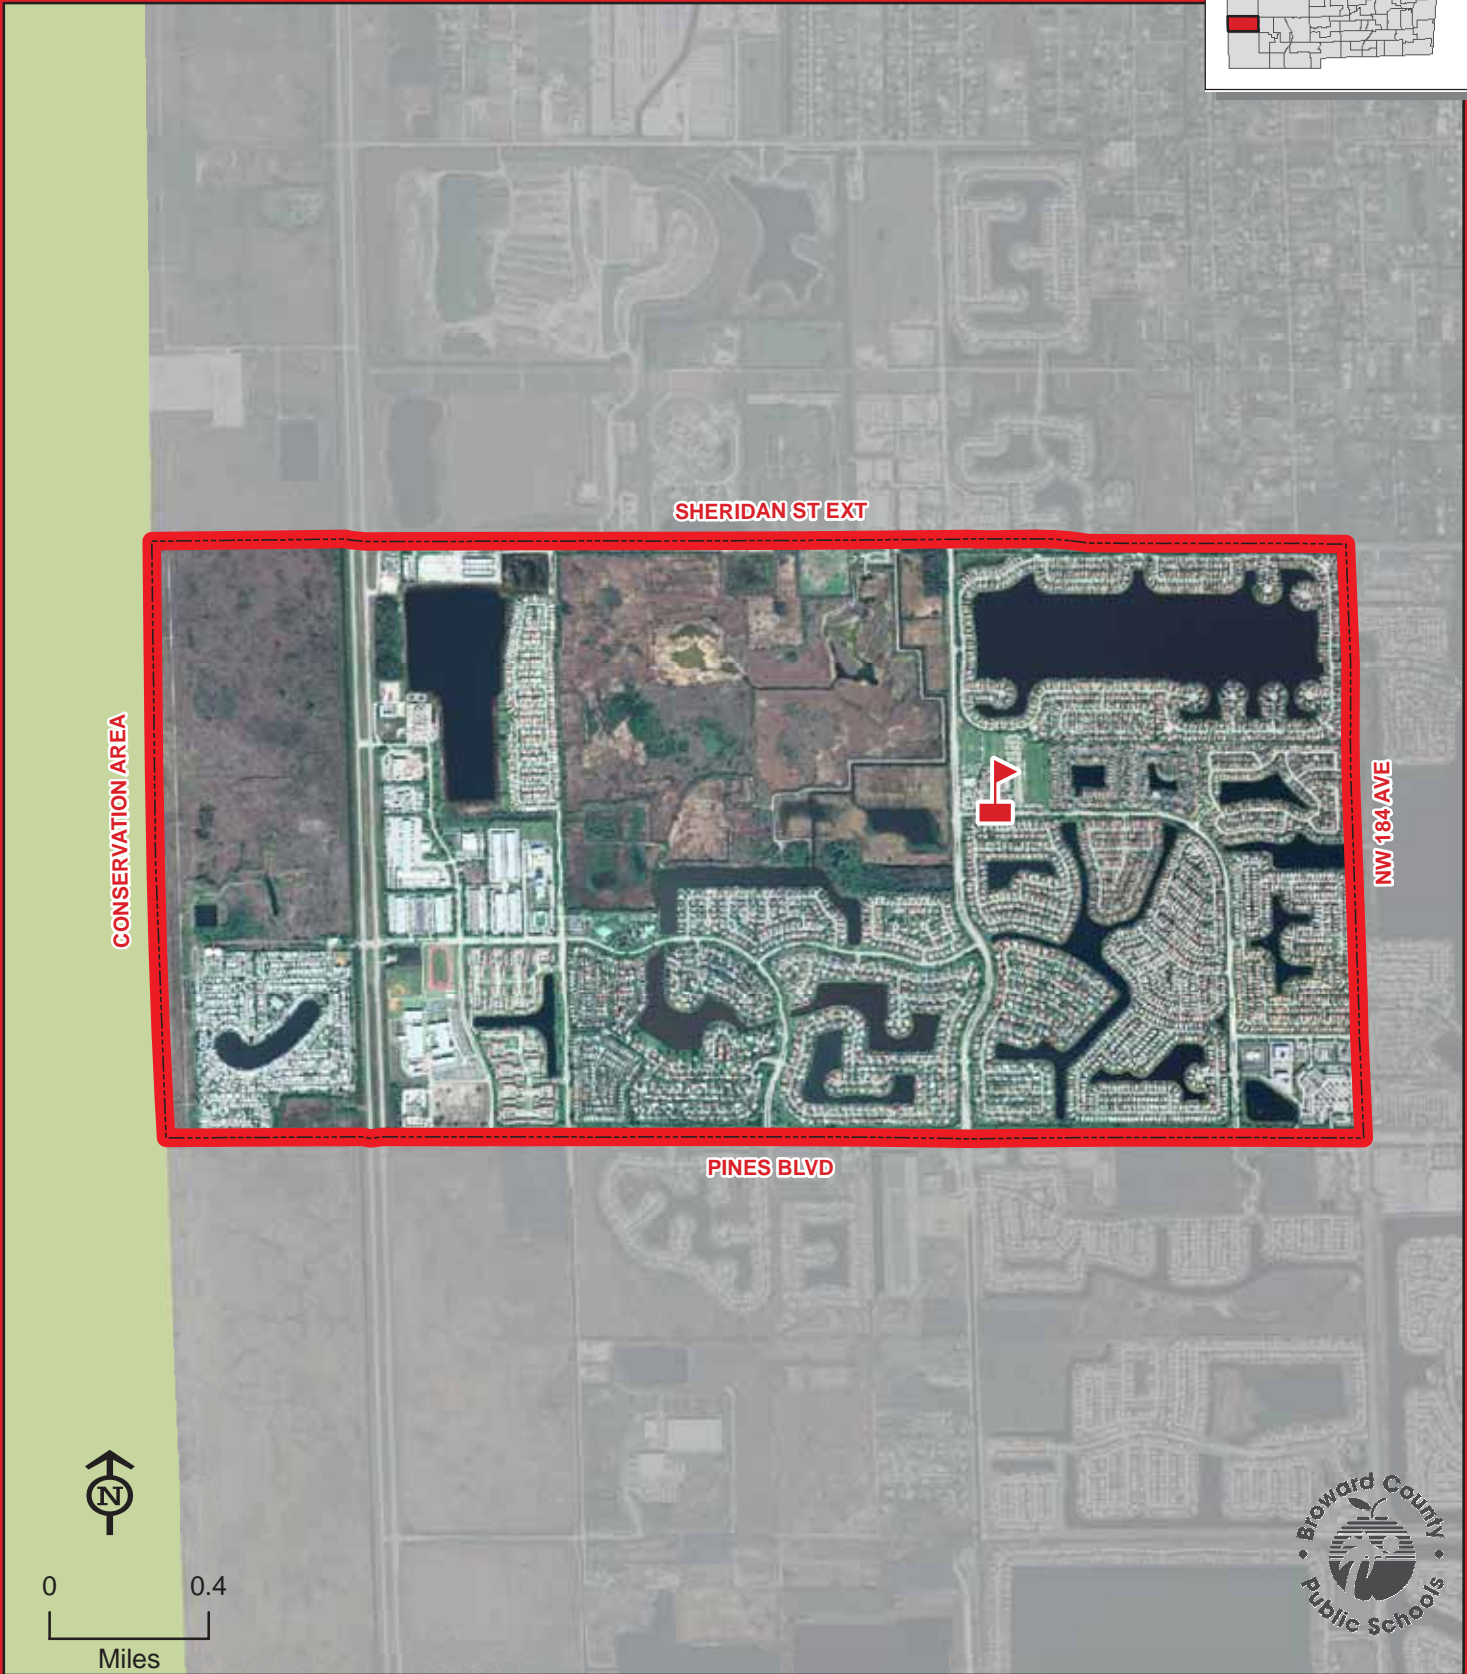 SHERIDAN ST EXT
CONSERVATION AREA
NW 184 AVE
PINES BLVD
N
0 0.4
Miles
Broward County
Public Schools